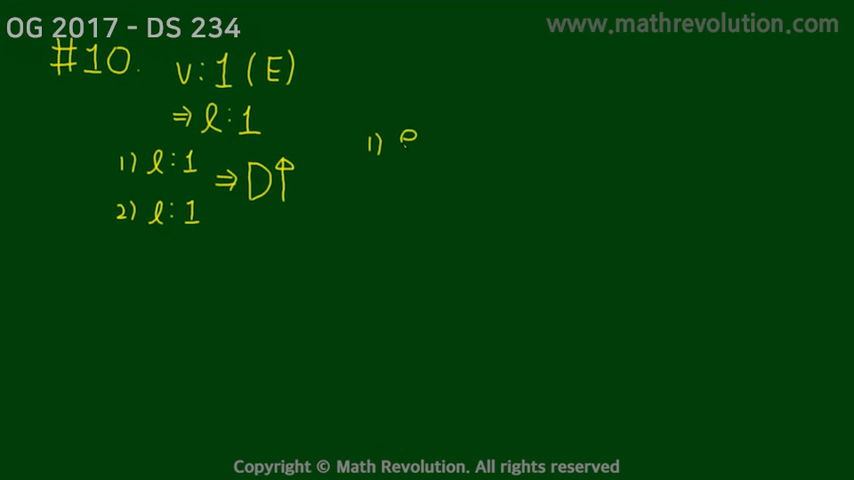 OG 2017 - DS 234
www.mathrevolution.com
#10. v:1 (E)
⇒ l:1
1) l:1
⇒ D↑
2) l:1
1)
Copyright © Math Revolution. All rights reserved